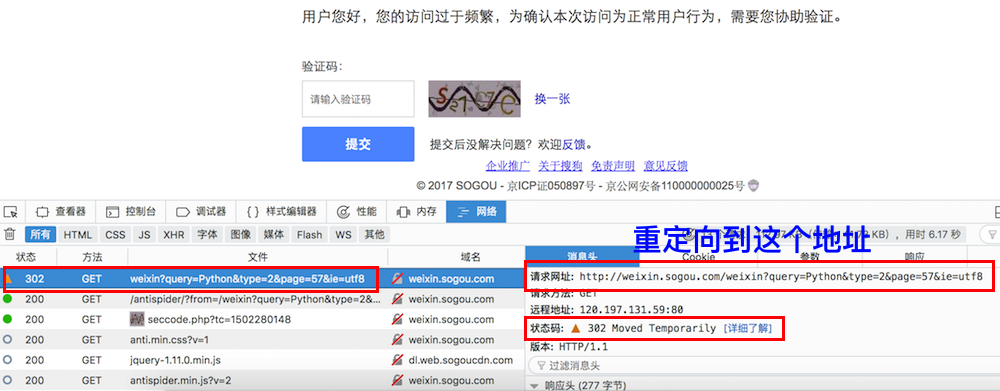 用户您好，您的访问过于频繁，为确认本次访问为正常用户行为，需要您协助验证。
验证码：
请输入验证码
换一张
提交
提交后没解决问题？欢迎反馈。
企业推广 关于搜狗 免责声明 意见反馈
© 2017 SOGOU - 京ICP证050897号 - 京公网安备110000000025号
查看器 控制台 调试器 { } 样式编辑器 性能 内存 网络
所有 HTML CSS JS XHR 字体 图像 媒体 Flash WS 其他
KB），用时 6.17 秒
重定向到这个地址
状态 方法 文件 域名
消息头 Cookie 参数 响应
302 GET weixin?query=Python&type=2&page=57&ie=utf8 weixin.sogou.com
200 GET /antispider/?from=/weixin?query=Python&type=2&... weixin.sogou.com
200 GET seccode.php?tc=1502280148 weixin.sogou.com
200 GET anti.min.css?v=1 weixin.sogou.com
200 GET jquery-1.11.0.min.js dl.web.sogoucdn.com
200 GET antispider.min.js?v=2 weixin.sogou.com
请求网址: http://weixin.sogou.com/weixin?query=Python&type=2&page=57&ie=utf8
请求方法: GET
远程地址: 120.197.131.59:80
状态码: 302 Moved Temporarily [详细了解]
版本: HTTP/1.1
过滤消息头
响应头 (277 字节)